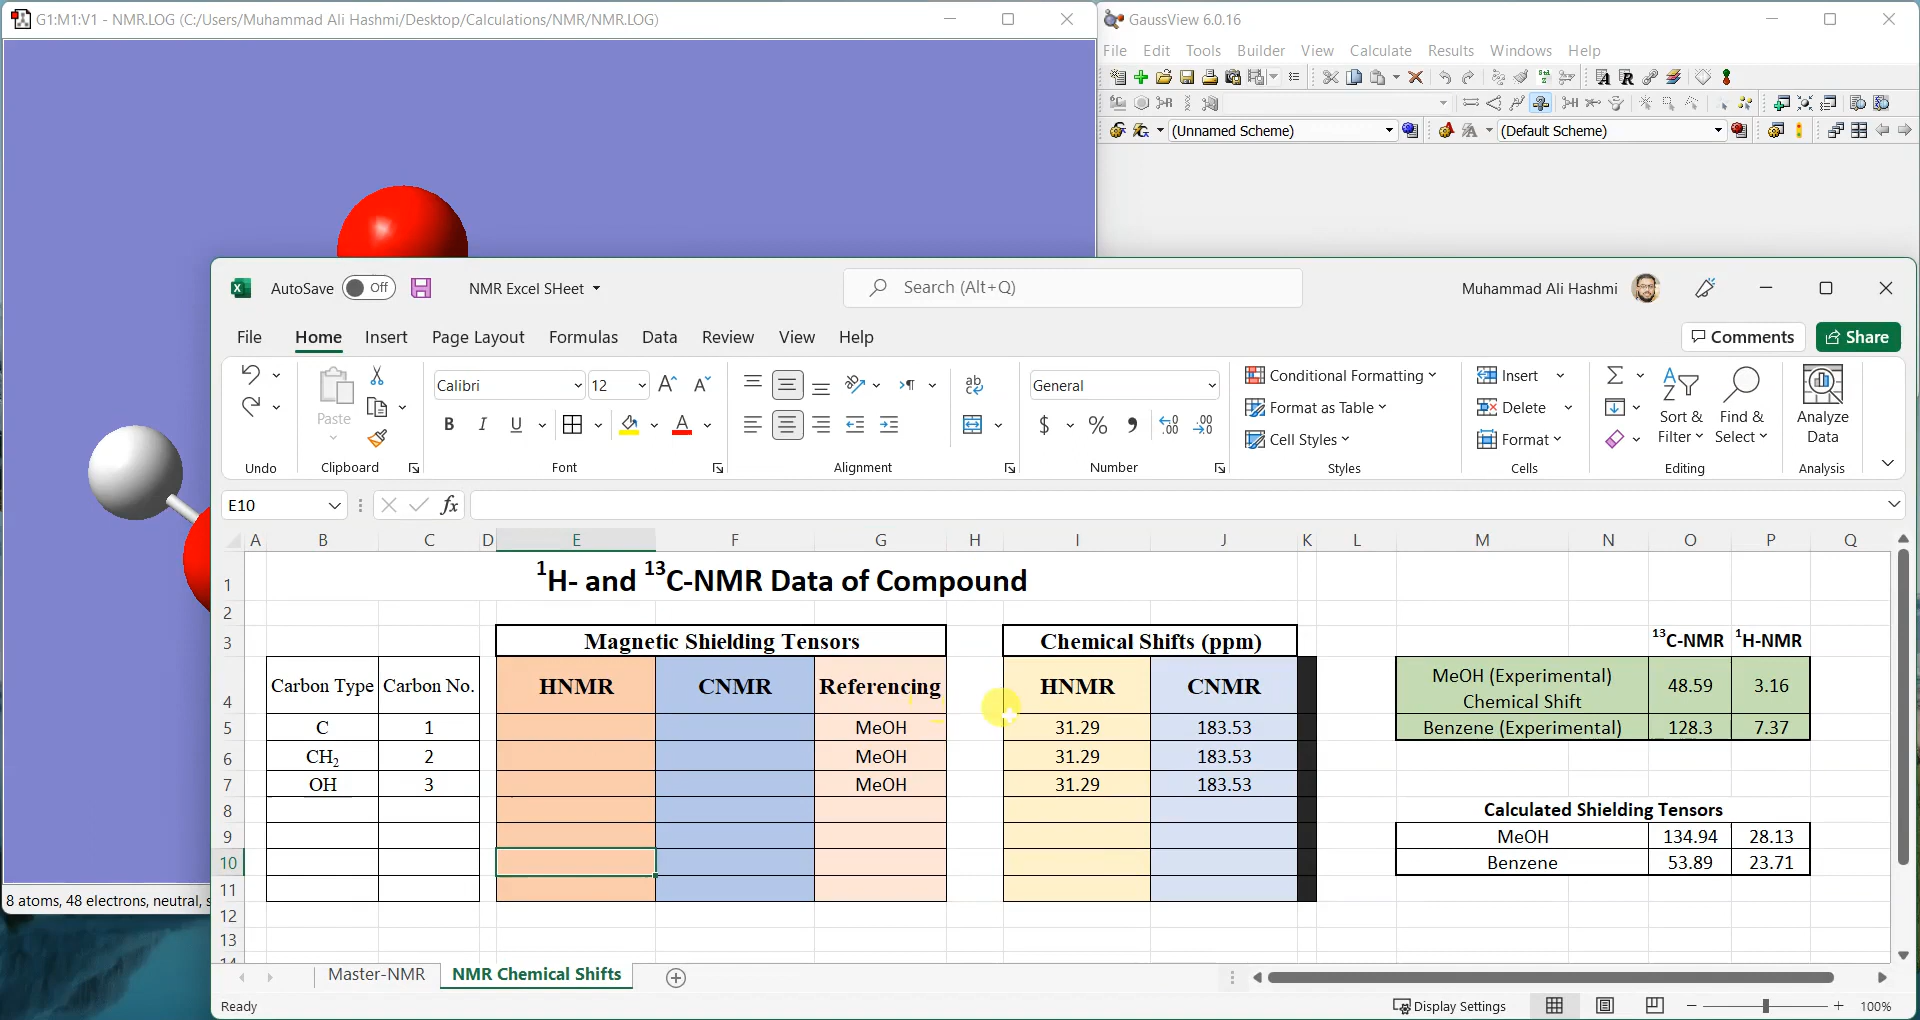 G1:M1:V1 - NMR.LOG (C:/Users/Muhammad Ali Hashmi/Desktop/Calculations/NMR/NMR.LOG)
GaussView 6.0.16
File Edit Tools Builder View Calculate Results Windows Help
(Unnamed Scheme) (Default Scheme)
AutoSave Off NMR Excel SHeet Search (Alt+Q) Muhammad Ali Hashmi
File Home Insert Page Layout Formulas Data Review View Help Comments Share
Paste Calibri 12 General Conditional Formatting Insert Sort & Filter Find & Select Analyze Data
Format as Table Delete
B I U A $ % Cell Styles Format
Undo Clipboard Font Alignment Number Styles Cells Editing Analysis
E10 fx
A B C D E F G H I J K L M N O P Q
1 ¹H- and ¹³C-NMR Data of Compound
2
3 Magnetic Shielding Tensors Chemical Shifts (ppm) ¹³C-NMR ¹H-NMR
4 Carbon Type Carbon No. HNMR CNMR Referencing HNMR CNMR MeOH (Experimental) Chemical Shift 48.59 3.16
5 C 1 MeOH 31.29 183.53 Benzene (Experimental) 128.3 7.37
6 CH₂ 2 MeOH 31.29 183.53
7 OH 3 MeOH 31.29 183.53
8 Calculated Shielding Tensors
9 MeOH 134.94 28.13
10 Benzene 53.89 23.71
11
12
13
14
8 atoms, 48 electrons, neutral, s
Master-NMR NMR Chemical Shifts
Ready Display Settings 100%